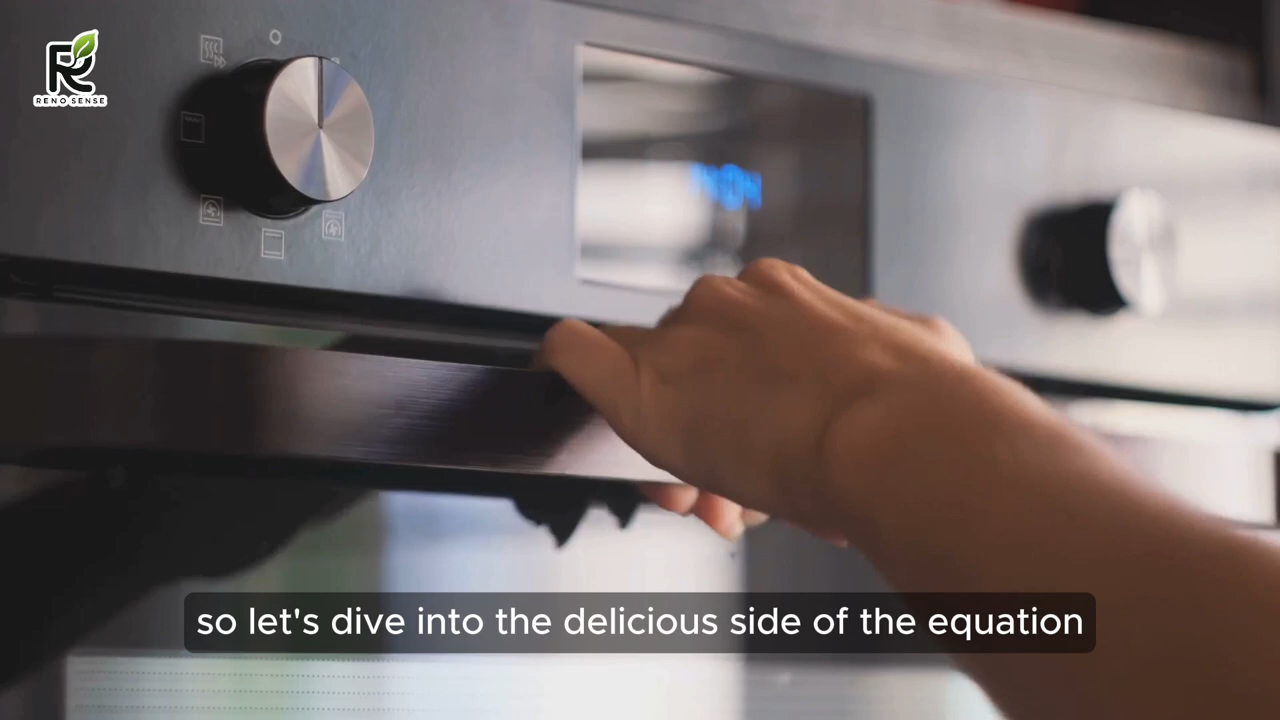 RENO SENSE
so let's dive into the delicious side of the equation